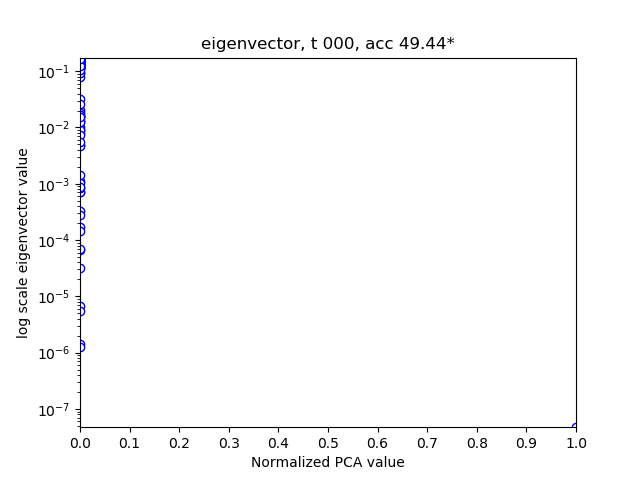 eigenvector, t 000, acc 49.44*
log scale eigenvector value
10⁻¹
10⁻²
10⁻³
10⁻⁴
10⁻⁵
10⁻⁶
10⁻⁷
0.0 0.1 0.2 0.3 0.4 0.5 0.6 0.7 0.8 0.9 1.0
Normalized PCA value